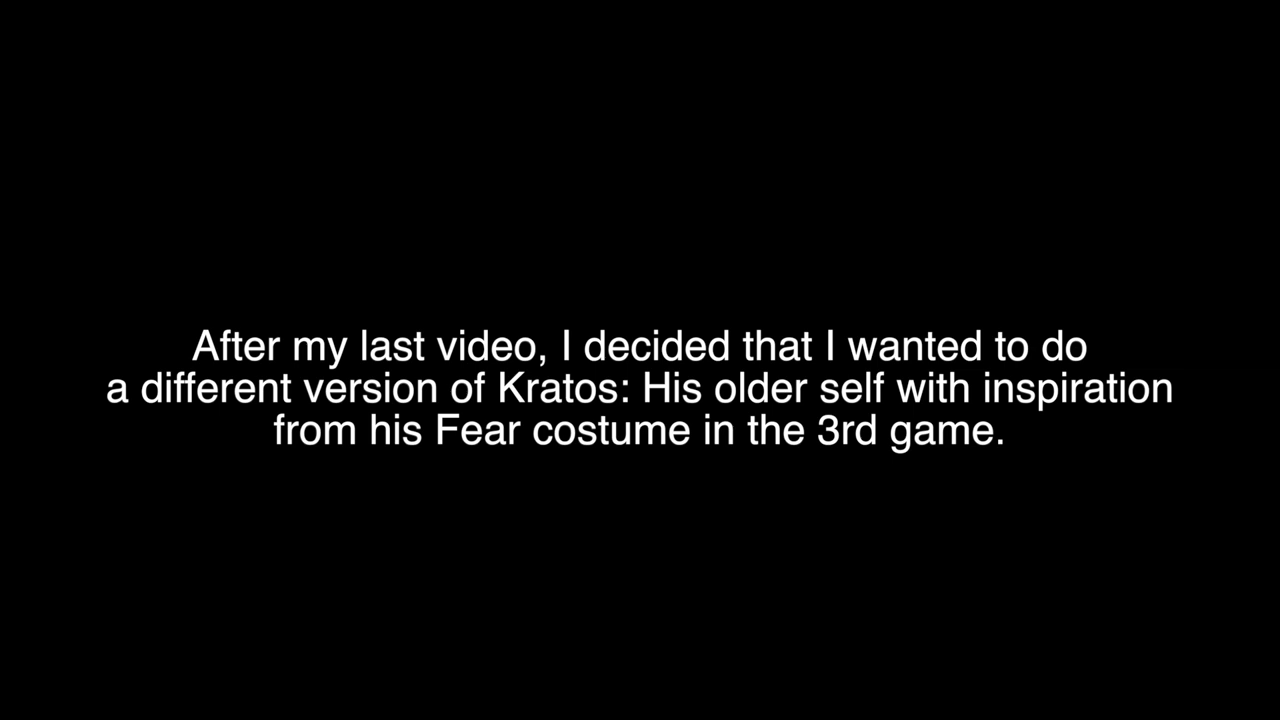 After my last video, I decided that I wanted to do
a different version of Kratos: His older self with inspiration
from his Fear costume in the 3rd game.